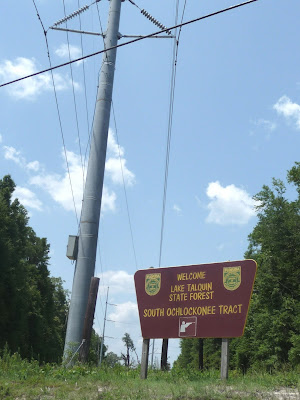 WELCOME
LAKE TALQUIN
STATE FOREST
SOUTH OCHLOCKONEE TRACT